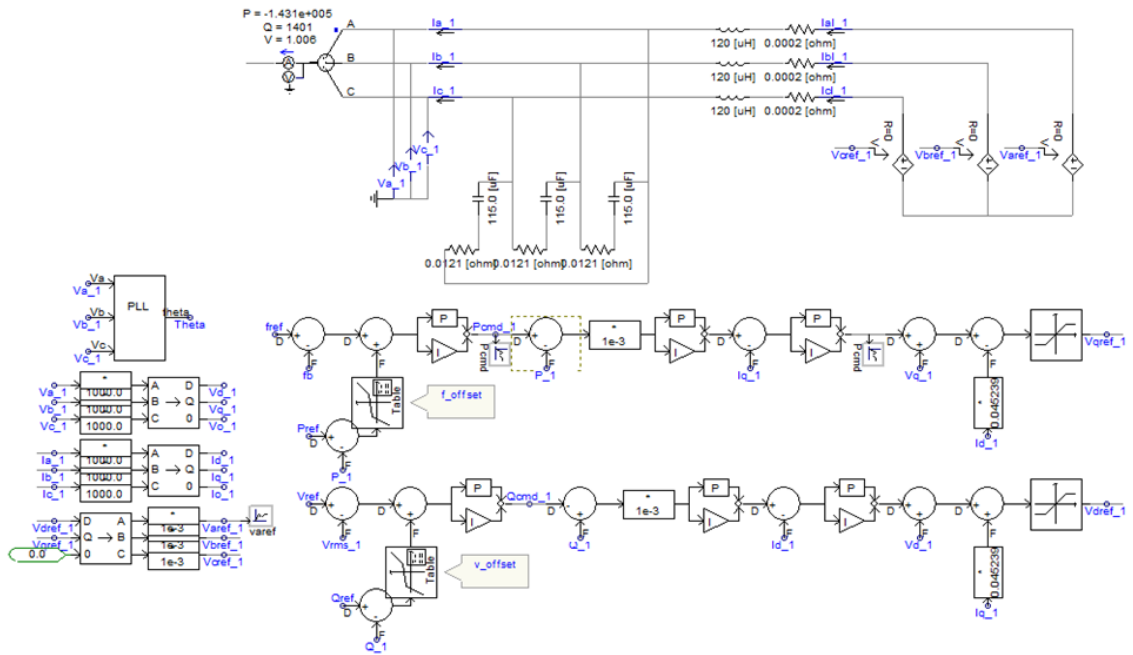 P = -1.431e+005
Q = 1401
V = 1.006
A
V
A
Ia_1
120 [uH] 0.0002 [ohm]
IaI_1
B
Ib_1
120 [uH] 0.0002 [ohm]
IbI_1
C
Ic_1
120 [uH] 0.0002 [ohm]
IcI_1
Va_1
Vb_1
Vc_1
115.0 [uF]
115.0 [uF]
115.0 [uF]
0.0121 [ohm]
0.0121 [ohm]
0.0121 [ohm]
R=0
V
Vcref_1
R=0
V
Vbref_1
R=0
V
Varef_1
Va
Va_1
Vb
Vb_1
Vc
Vc_1
PLL
theta
Theta
Va_1
Vb_1
Vc_1
*
1000.0
1000.0
1000.0
A
B
C
D
Q
0
Vd_1
Vq_1
Vo_1
Ia_1
Ib_1
Ic_1
*
1000.0
1000.0
1000.0
A
B
C
D
Q
0
Id_1
Iq_1
Io_1
Vdref_1
Vqref_1
0.0
D
Q
0
A
B
C
*
1e-3
1e-3
1e-3
Varef_1
Vbref_1
Vcref_1
varef
fref
D
+
-
F
fb
D
+
+
F
P
I
Pcmd_1
Pcmd
D
+
-
F
P_1
*
1e-3
P
I
D
+
-
F
Iq_1
P
I
Pcmd
D
+
+
F
Vq_1
D
+
-
F
*
0.045239
Id_1
Vqref_1
Table
f_offset
Pref
D
+
-
F
P_1
Vref
D
+
-
F
Vrms_1
D
+
+
F
P
I
Qcmd_1
D
+
-
F
Q_1
*
1e-3
P
I
D
+
-
F
Id_1
P
I
D
+
+
F
Vd_1
D
+
+
F
*
0.045239
Iq_1
Vdref_1
Table
v_offset
Qref
D
+
-
F
Q_1